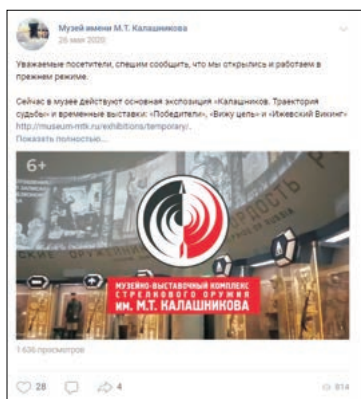 Музей имени М.Т. Калашникова
26 мая 2020
Уважаемые посетители, спешим сообщить, что мы открылись и работаем в
прежнем режиме.
Сейчас в музее действуют основная экспозиция «Калашников. Траектория
судьбы» и временные выставки: «Победители», «Вижу цель» и «Ижевский Викинг»
http://museum-mtk.ru/exhibitions/temporary/.
Показать полностью...
6+
МУЗЕЙНО-ВЫСТАВОЧНЫЙ КОМПЛЕКС
СТРЕЛКОВОГО ОРУЖИЯ
ИМ. М.Т. КАЛАШНИКОВА
1 636 просмотров
28
4
814